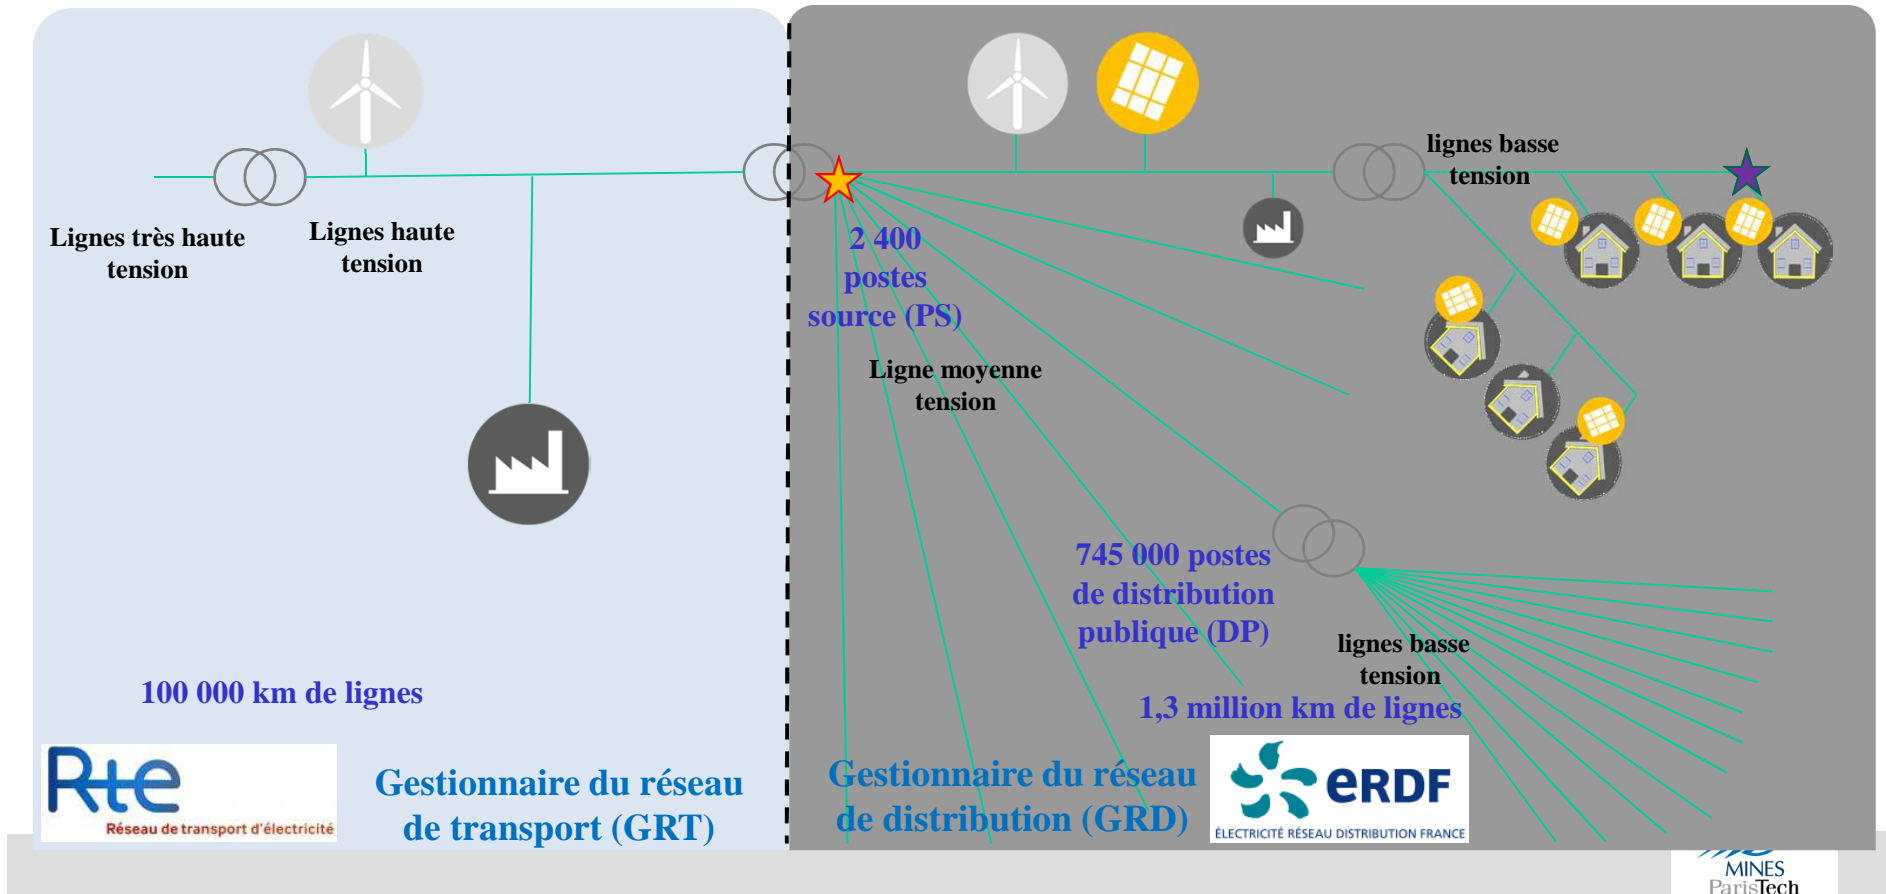 Lignes très haute
tension
Lignes haute
tension
100 000 km de lignes
Rte
Réseau de transport d'électricité
Gestionnaire du réseau
de transport (GRT)
lignes basse
tension
2 400
postes
source (PS)
Ligne moyenne
tension
745 000 postes
de distribution
publique (DP)
lignes basse
tension
1,3 million km de lignes
Gestionnaire du réseau
de distribution (GRD)
eRDF
ÉLECTRICITÉ RÉSEAU DISTRIBUTION FRANCE
MINES
ParisTech